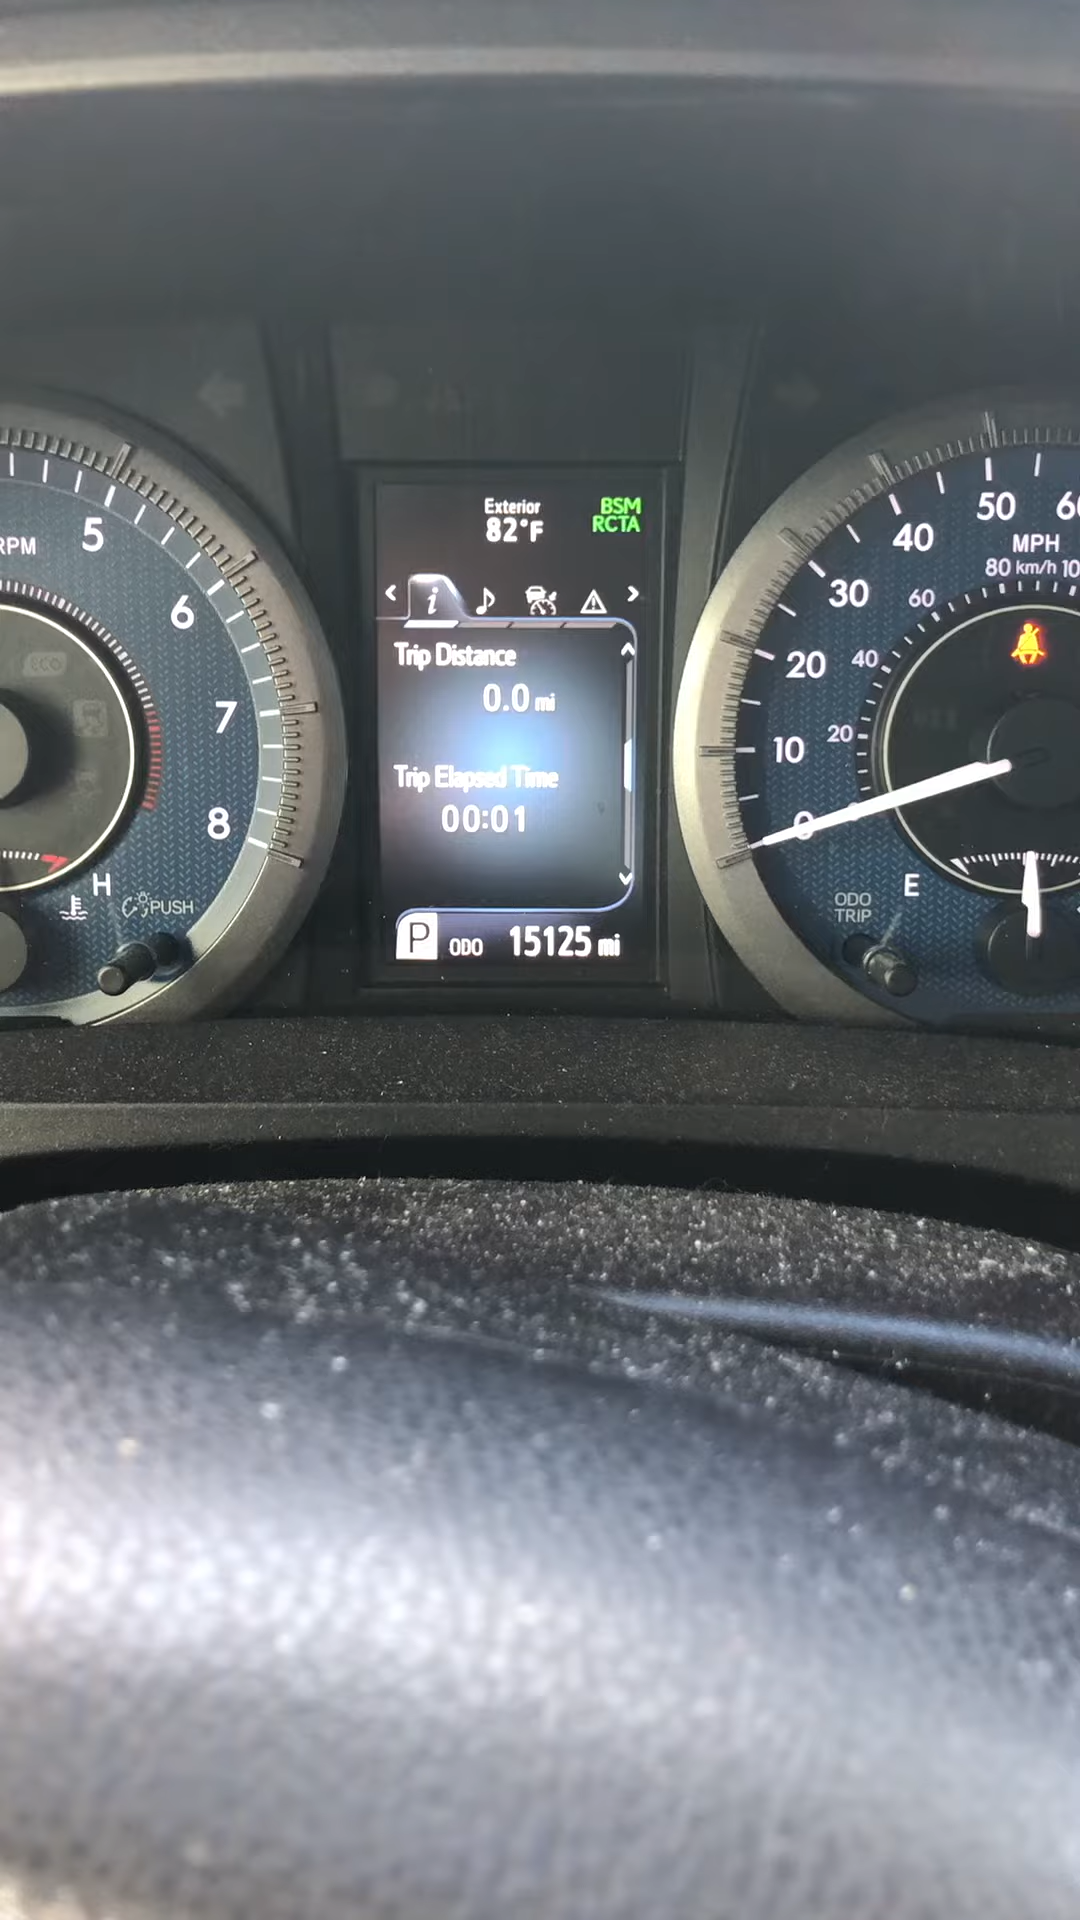 Exterior
82°F
BSM
RCTA
i
Trip Distance
0.0 mi
Trip Elapsed Time
00:01
P ODO 15125 mi
RPM
5
6
7
8
ECO
H
PUSH
MPH
km/h
0
10
20
30
40
50
60
20
40
60
80
10
ODO
TRIP
E